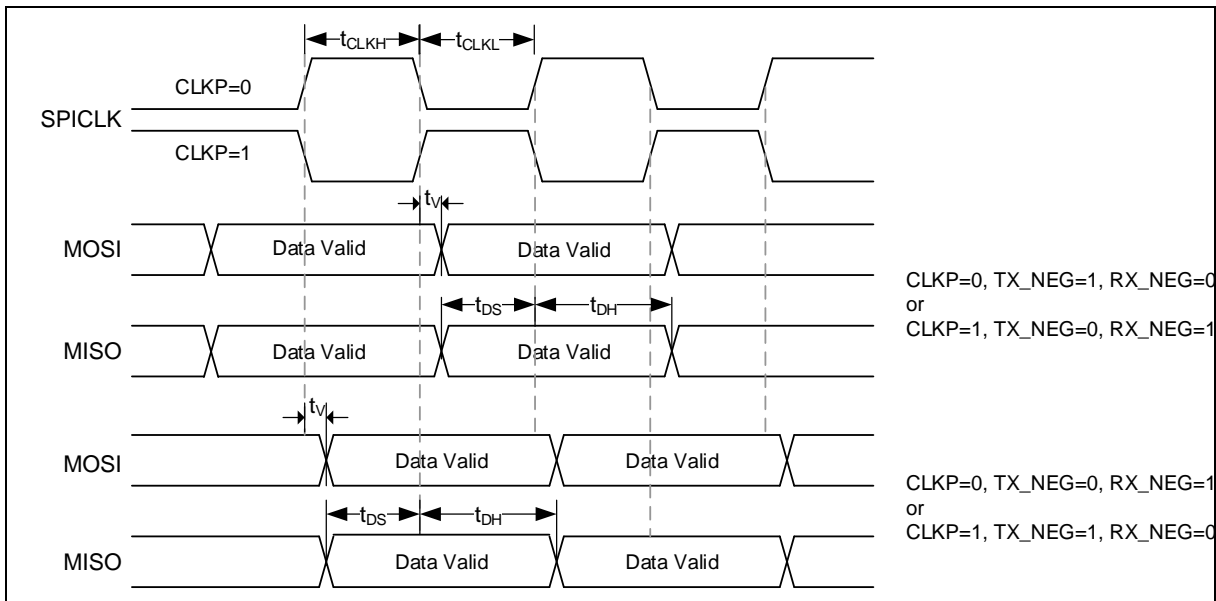 tCLKH
tCLKL
CLKP=0
SPICLK
CLKP=1
tV
MOSI
Data Valid
Data Valid
CLKP=0, TX_NEG=1, RX_NEG=0
or
CLKP=1, TX_NEG=0, RX_NEG=1
tDS
tDH
MISO
Data Valid
Data Valid
tV
MOSI
Data Valid
Data Valid
CLKP=0, TX_NEG=0, RX_NEG=1
or
CLKP=1, TX_NEG=1, RX_NEG=0
tDS
tDH
MISO
Data Valid
Data Valid